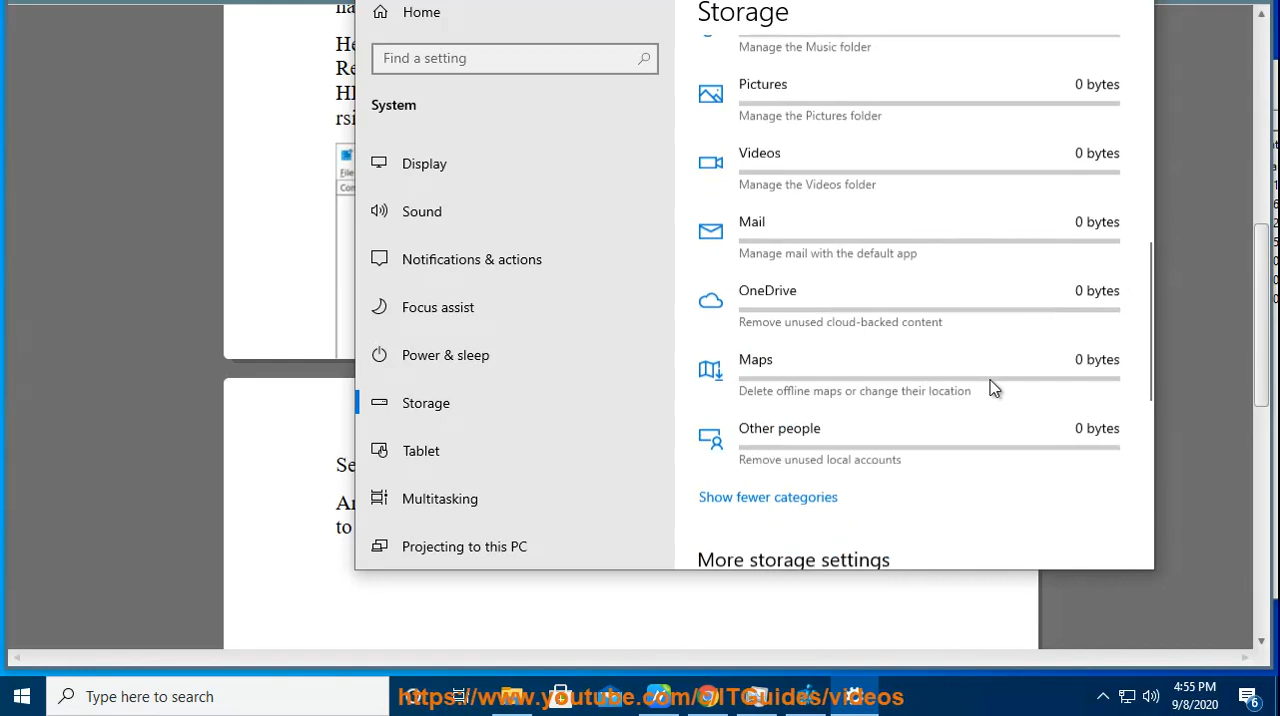 Home
Find a setting
System
Display
Sound
Notifications & actions
Focus assist
Power & sleep
Storage
Tablet
Multitasking
Projecting to this PC
Storage
Manage the Music folder
Pictures 0 bytes
Manage the Pictures folder
Videos 0 bytes
Manage the Videos folder
Mail 0 bytes
Manage mail with the default app
OneDrive 0 bytes
Remove unused cloud-backed content
Maps 0 bytes
Delete offline maps or change their location
Other people 0 bytes
Remove unused local accounts
Show fewer categories
More storage settings
to
Type here to search
https://www.youtube.com/c/ITGuides/videos
4:55 PM
9/8/2020
6